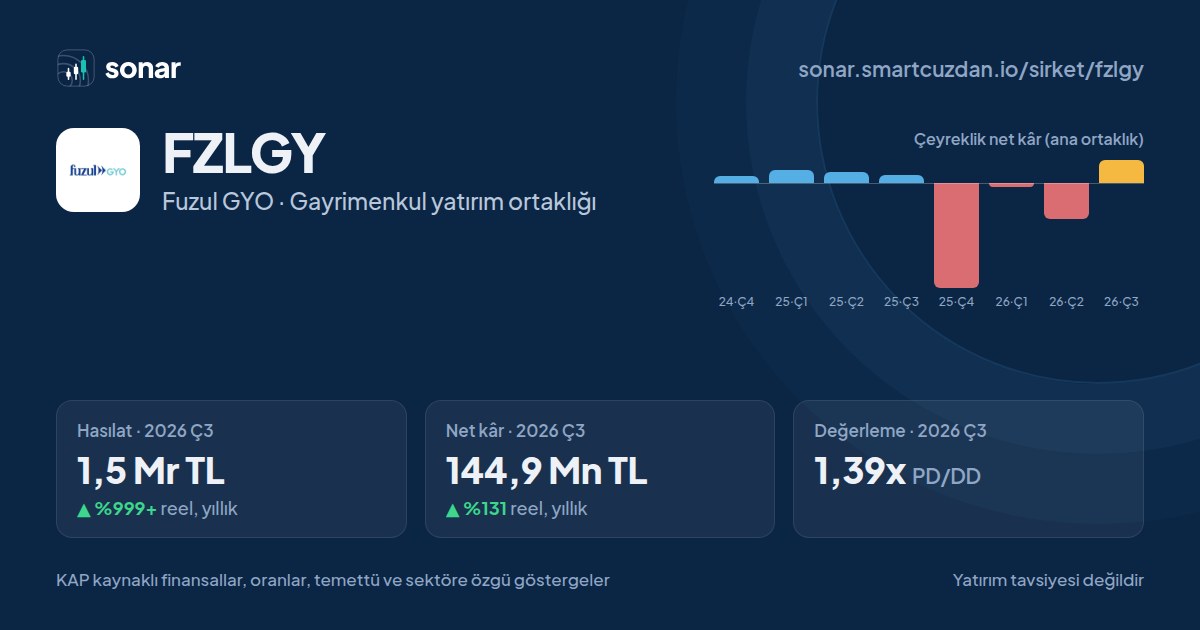 sonar
sonar.smartcuzdan.io/sirket/fzlgy
fuzul GYO
FZLGY
Fuzul GYO · Gayrimenkul yatırım ortaklığı
Çeyreklik net kâr (ana ortaklık)
24·Ç4 25·Ç1 25·Ç2 25·Ç3 25·Ç4 26·Ç1 26·Ç2 26·Ç3
Hasılat · 2026 Ç3
1,5 Mr TL
▲ %999+ reel, yıllık
Net kâr · 2026 Ç3
144,9 Mn TL
▲ %131 reel, yıllık
Değerleme · 2026 Ç3
1,39x PD/DD
KAP kaynaklı finansallar, oranlar, temettü ve sektöre özgü göstergeler
Yatırım tavsiyesi değildir